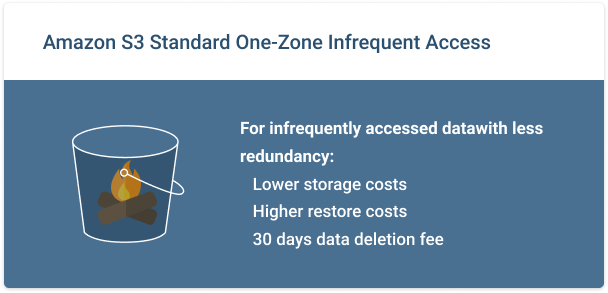 Amazon S3 Standard One-Zone Infrequent Access
For infrequently accessed datawith less
redundancy:
Lower storage costs
Higher restore costs
30 days data deletion fee